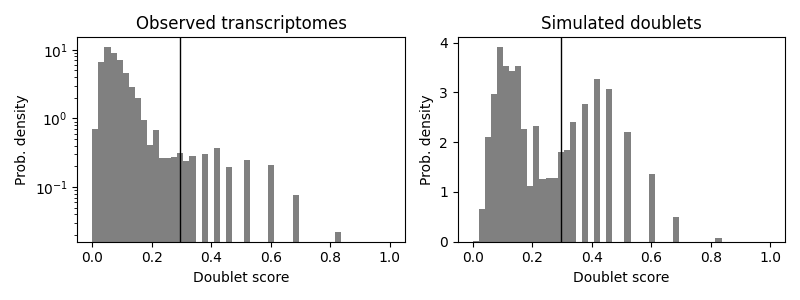 Observed transcriptomes
Prob. density
10¹
10⁰
10⁻¹
0.0 0.2 0.4 0.6 0.8 1.0
Doublet score
Simulated doublets
Prob. density
4
3
2
1
0
0.0 0.2 0.4 0.6 0.8 1.0
Doublet score